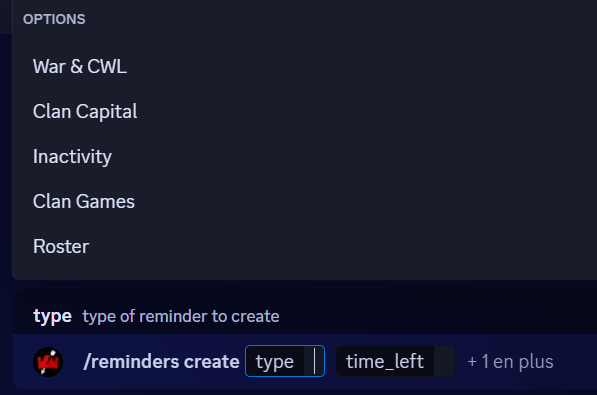 OPTIONS
War & CWL
Clan Capital
Inactivity
Clan Games
Roster
type type of reminder to create
/reminders create type time_left + 1 en plus